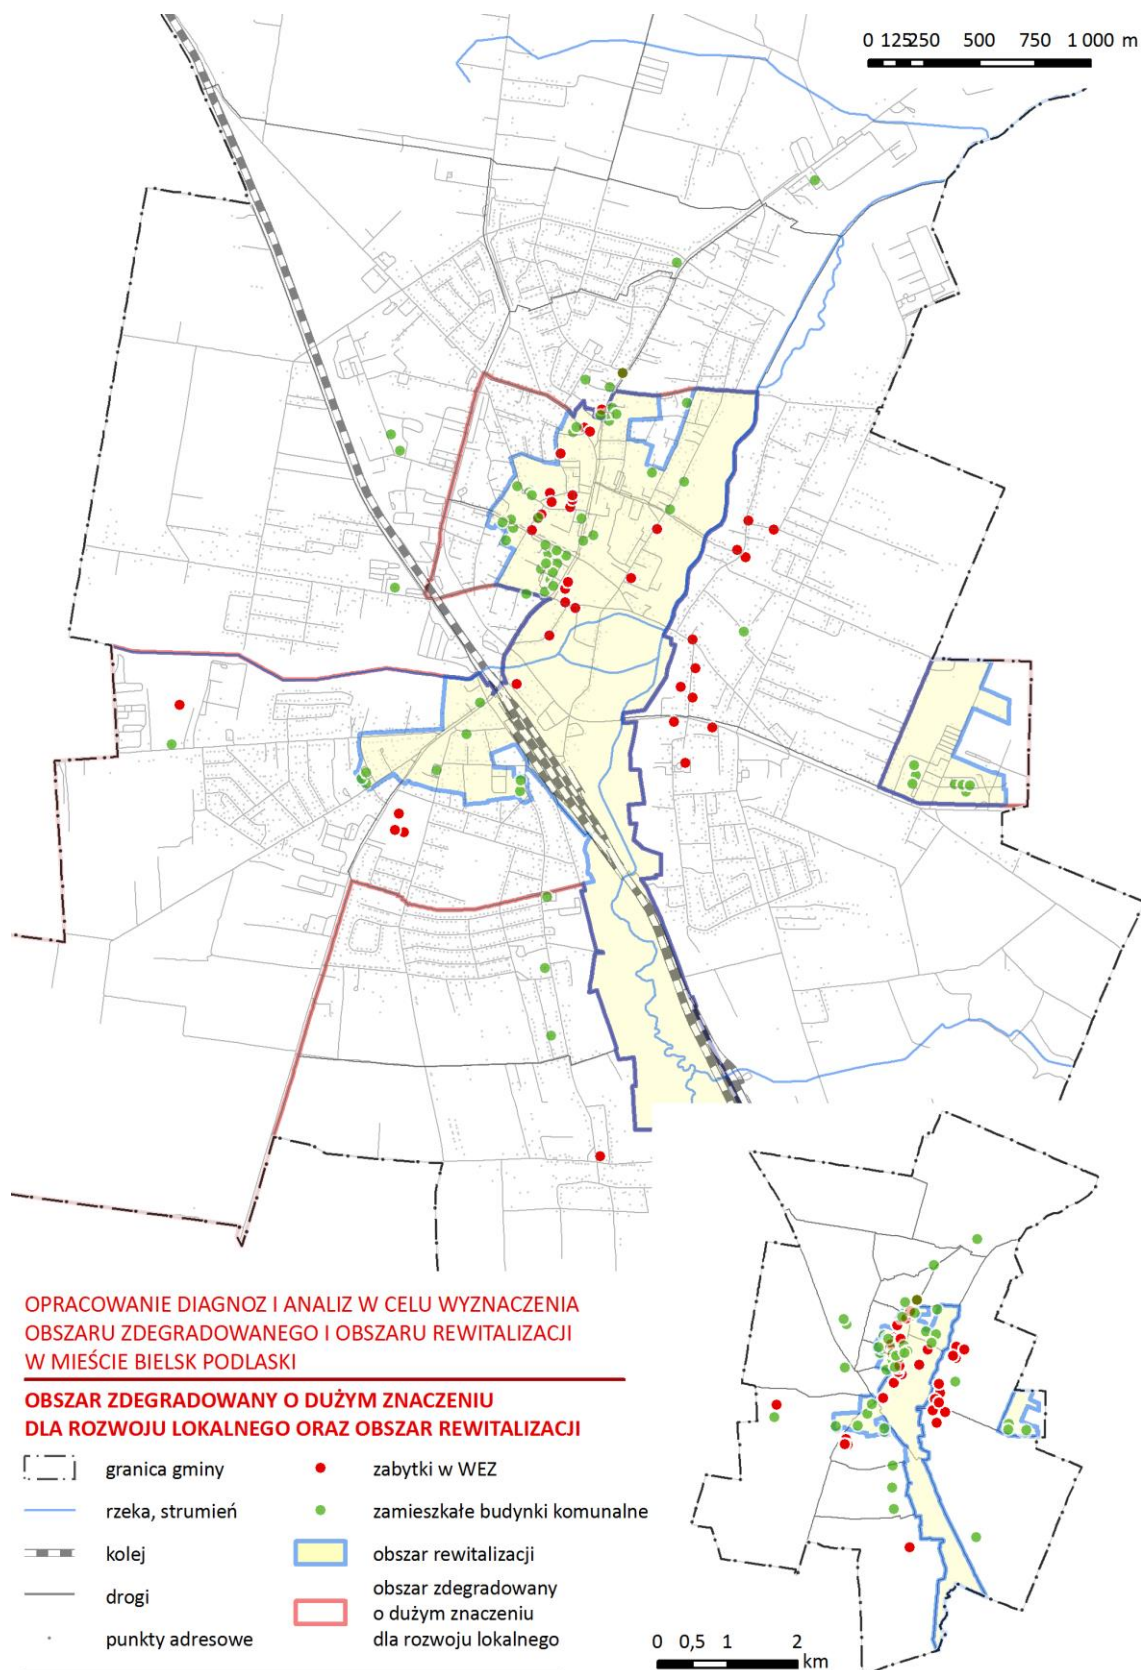 0 125250 500 750 1 000 m
OPRACOWANIE DIAGNOZ I ANALIZ W CELU WYZNACZENIA
OBSZARU ZDEGRADOWANEGO I OBSZARU REWITALIZACJI
W MIEŚCIE BIELSK PODLASKI
OBSZAR ZDEGRADOWANY O DUŻYM ZNACZENIU
DLA ROZWOJU LOKALNEGO ORAZ OBSZAR REWITALIZACJI
granica gminy
rzeka, strumień
kolej
drogi
punkty adresowe
zabytki w WEZ
zamieszkałe budynki komunalne
obszar rewitalizacji
obszar zdegradowany
o dużym znaczeniu
dla rozwoju lokalnego
0 0,5 1 2
km